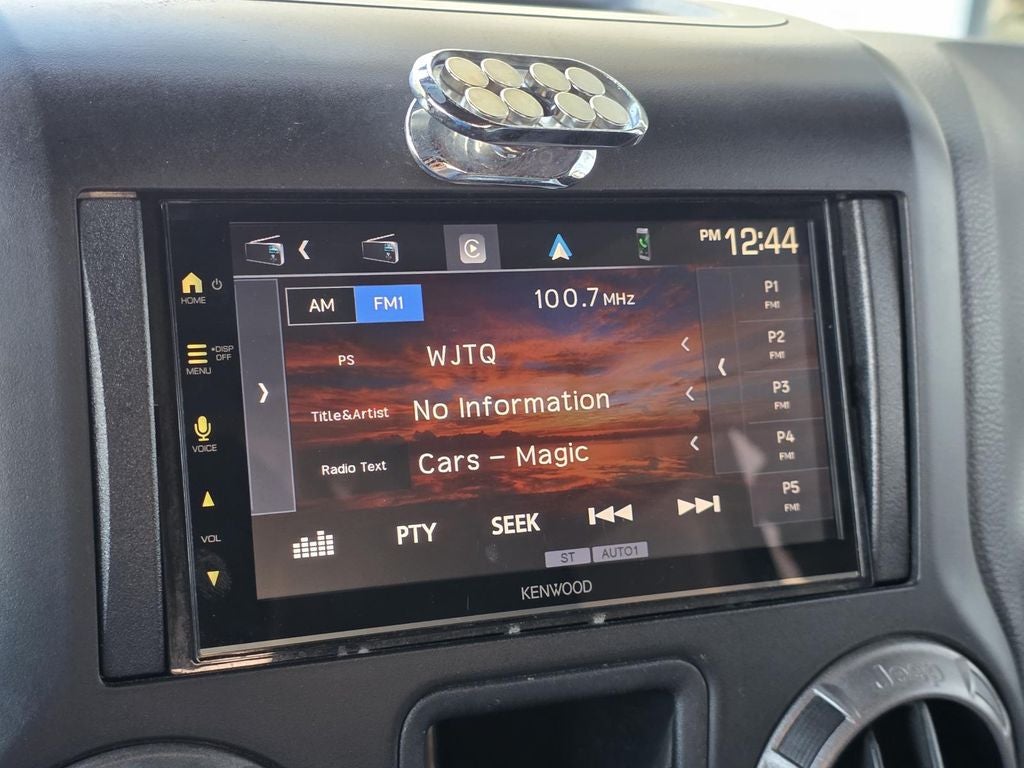 PM 12:44
HOME
AM FM1 100.7 MHz
P1
FM1
•DISP
OFF
MENU
PS WJTQ
P2
FM1
Title&Artist No Information
P3
FM1
VOICE
Radio Text Cars – Magic
P4
FM1
P5
FM1
VOL
PTY SEEK
ST AUTO1
KENWOOD
Jeep